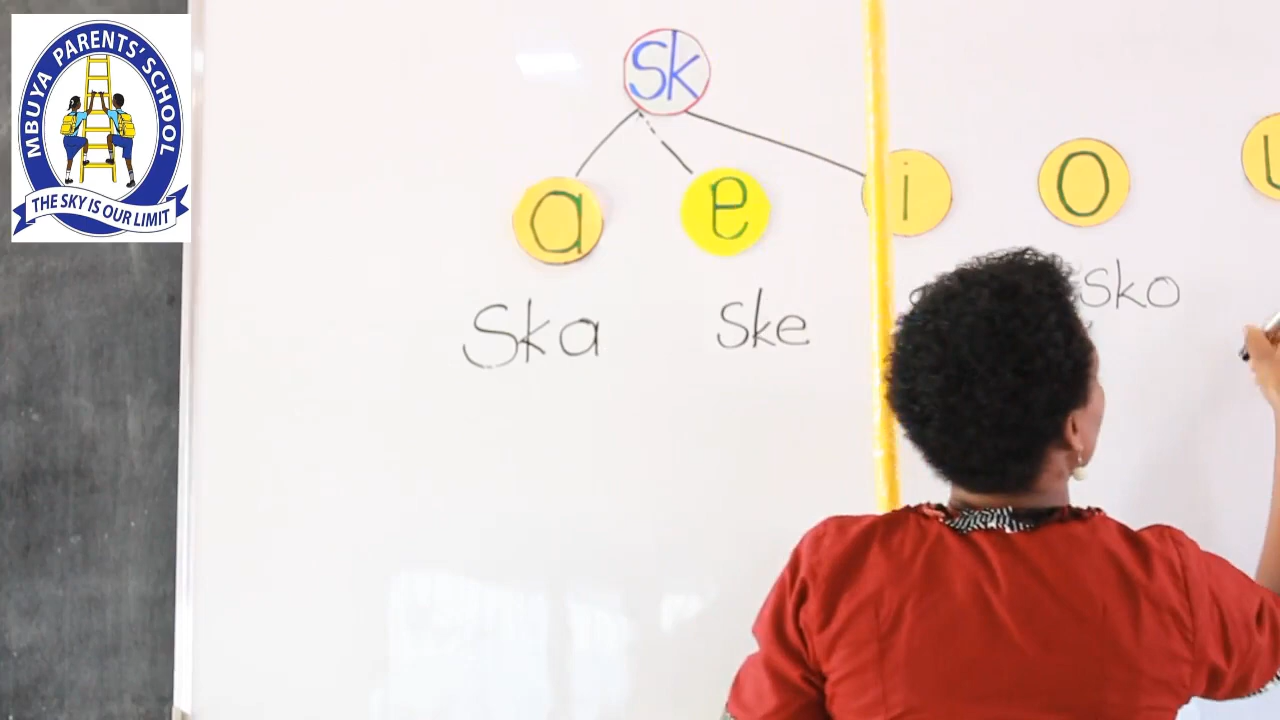 MBUYA PARENTS' SCHOOL
THE SKY IS OUR LIMIT
Sk
a e i o
Ska Ske Sko